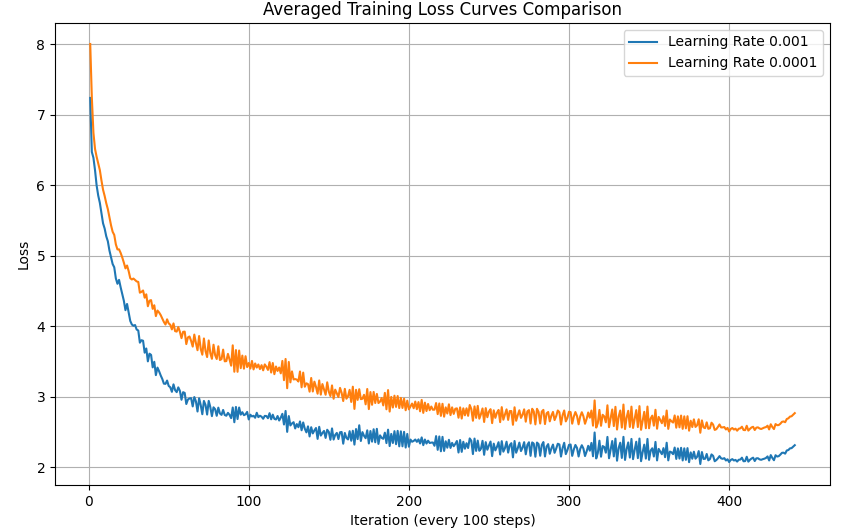 Averaged Training Loss Curves Comparison
Learning Rate 0.001
Learning Rate 0.0001
8
7
6
5
4
3
2
Loss
0 100 200 300 400
Iteration (every 100 steps)